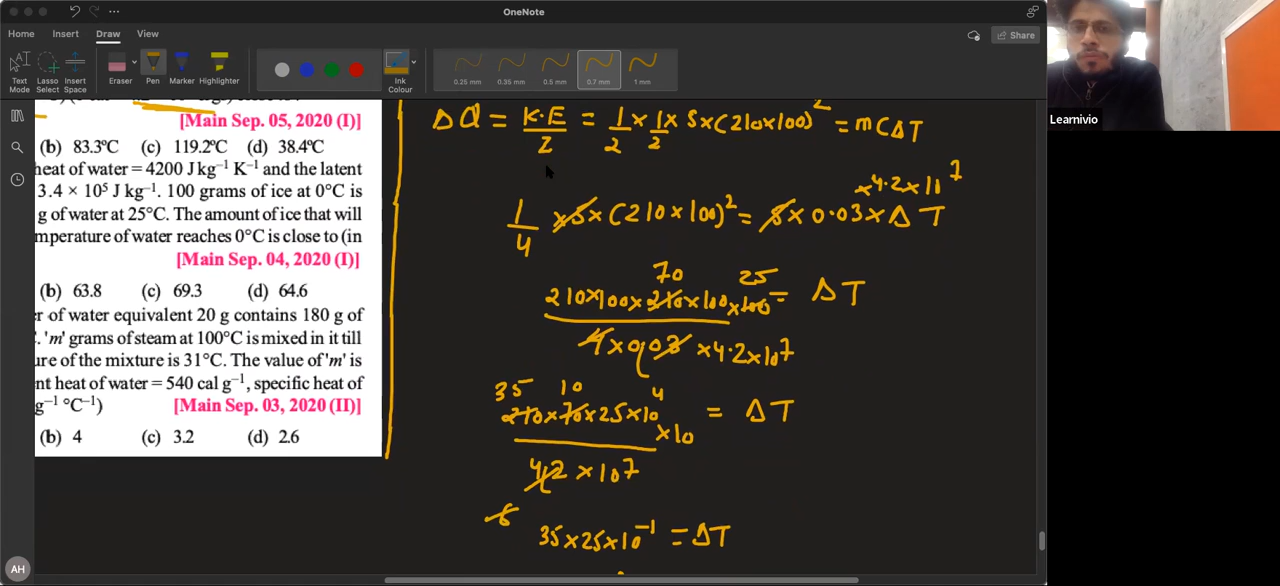 OneNote
Home Insert Draw View
Share
Text Mode
Lasso Select
Insert Space
Eraser
Pen
Marker
Highlighter
Ink Colour
0.25 mm 0.35 mm 0.5 mm 0.7 mm 1 mm
Learnivio
[Main Sep. 05, 2020 (I)]
(b) 83.3°C (c) 119.2°C (d) 38.4°C
heat of water = 4200 J kg⁻¹ K⁻¹ and the latent
3.4 × 10⁵ J kg⁻¹. 100 grams of ice at 0°C is
g of water at 25°C. The amount of ice that will
mperature of water reaches 0°C is close to (in
[Main Sep. 04, 2020 (I)]
(b) 63.8 (c) 69.3 (d) 64.6
r of water equivalent 20 g contains 180 g of
. 'm' grams of steam at 100°C is mixed in it till
ure of the mixture is 31°C. The value of 'm' is
nt heat of water = 540 cal g⁻¹, specific heat of
g⁻¹ °C⁻¹) [Main Sep. 03, 2020 (II)]
(b) 4 (c) 3.2 (d) 2.6
ΔQ = K.E/2 = 1/2 × 1/2 × 5×(210×100)² = mCΔT
×4.2×10⁷
1/4 ×5×(210×100)² = 5×0.03×ΔT
70 25
210×100×210×100×100 = ΔT
4×0.03×4.2×10⁷
35 10
210×70×25×10⁴ ×10 = ΔT
42×10⁷
6
35×25×10⁻¹ = ΔT
AH